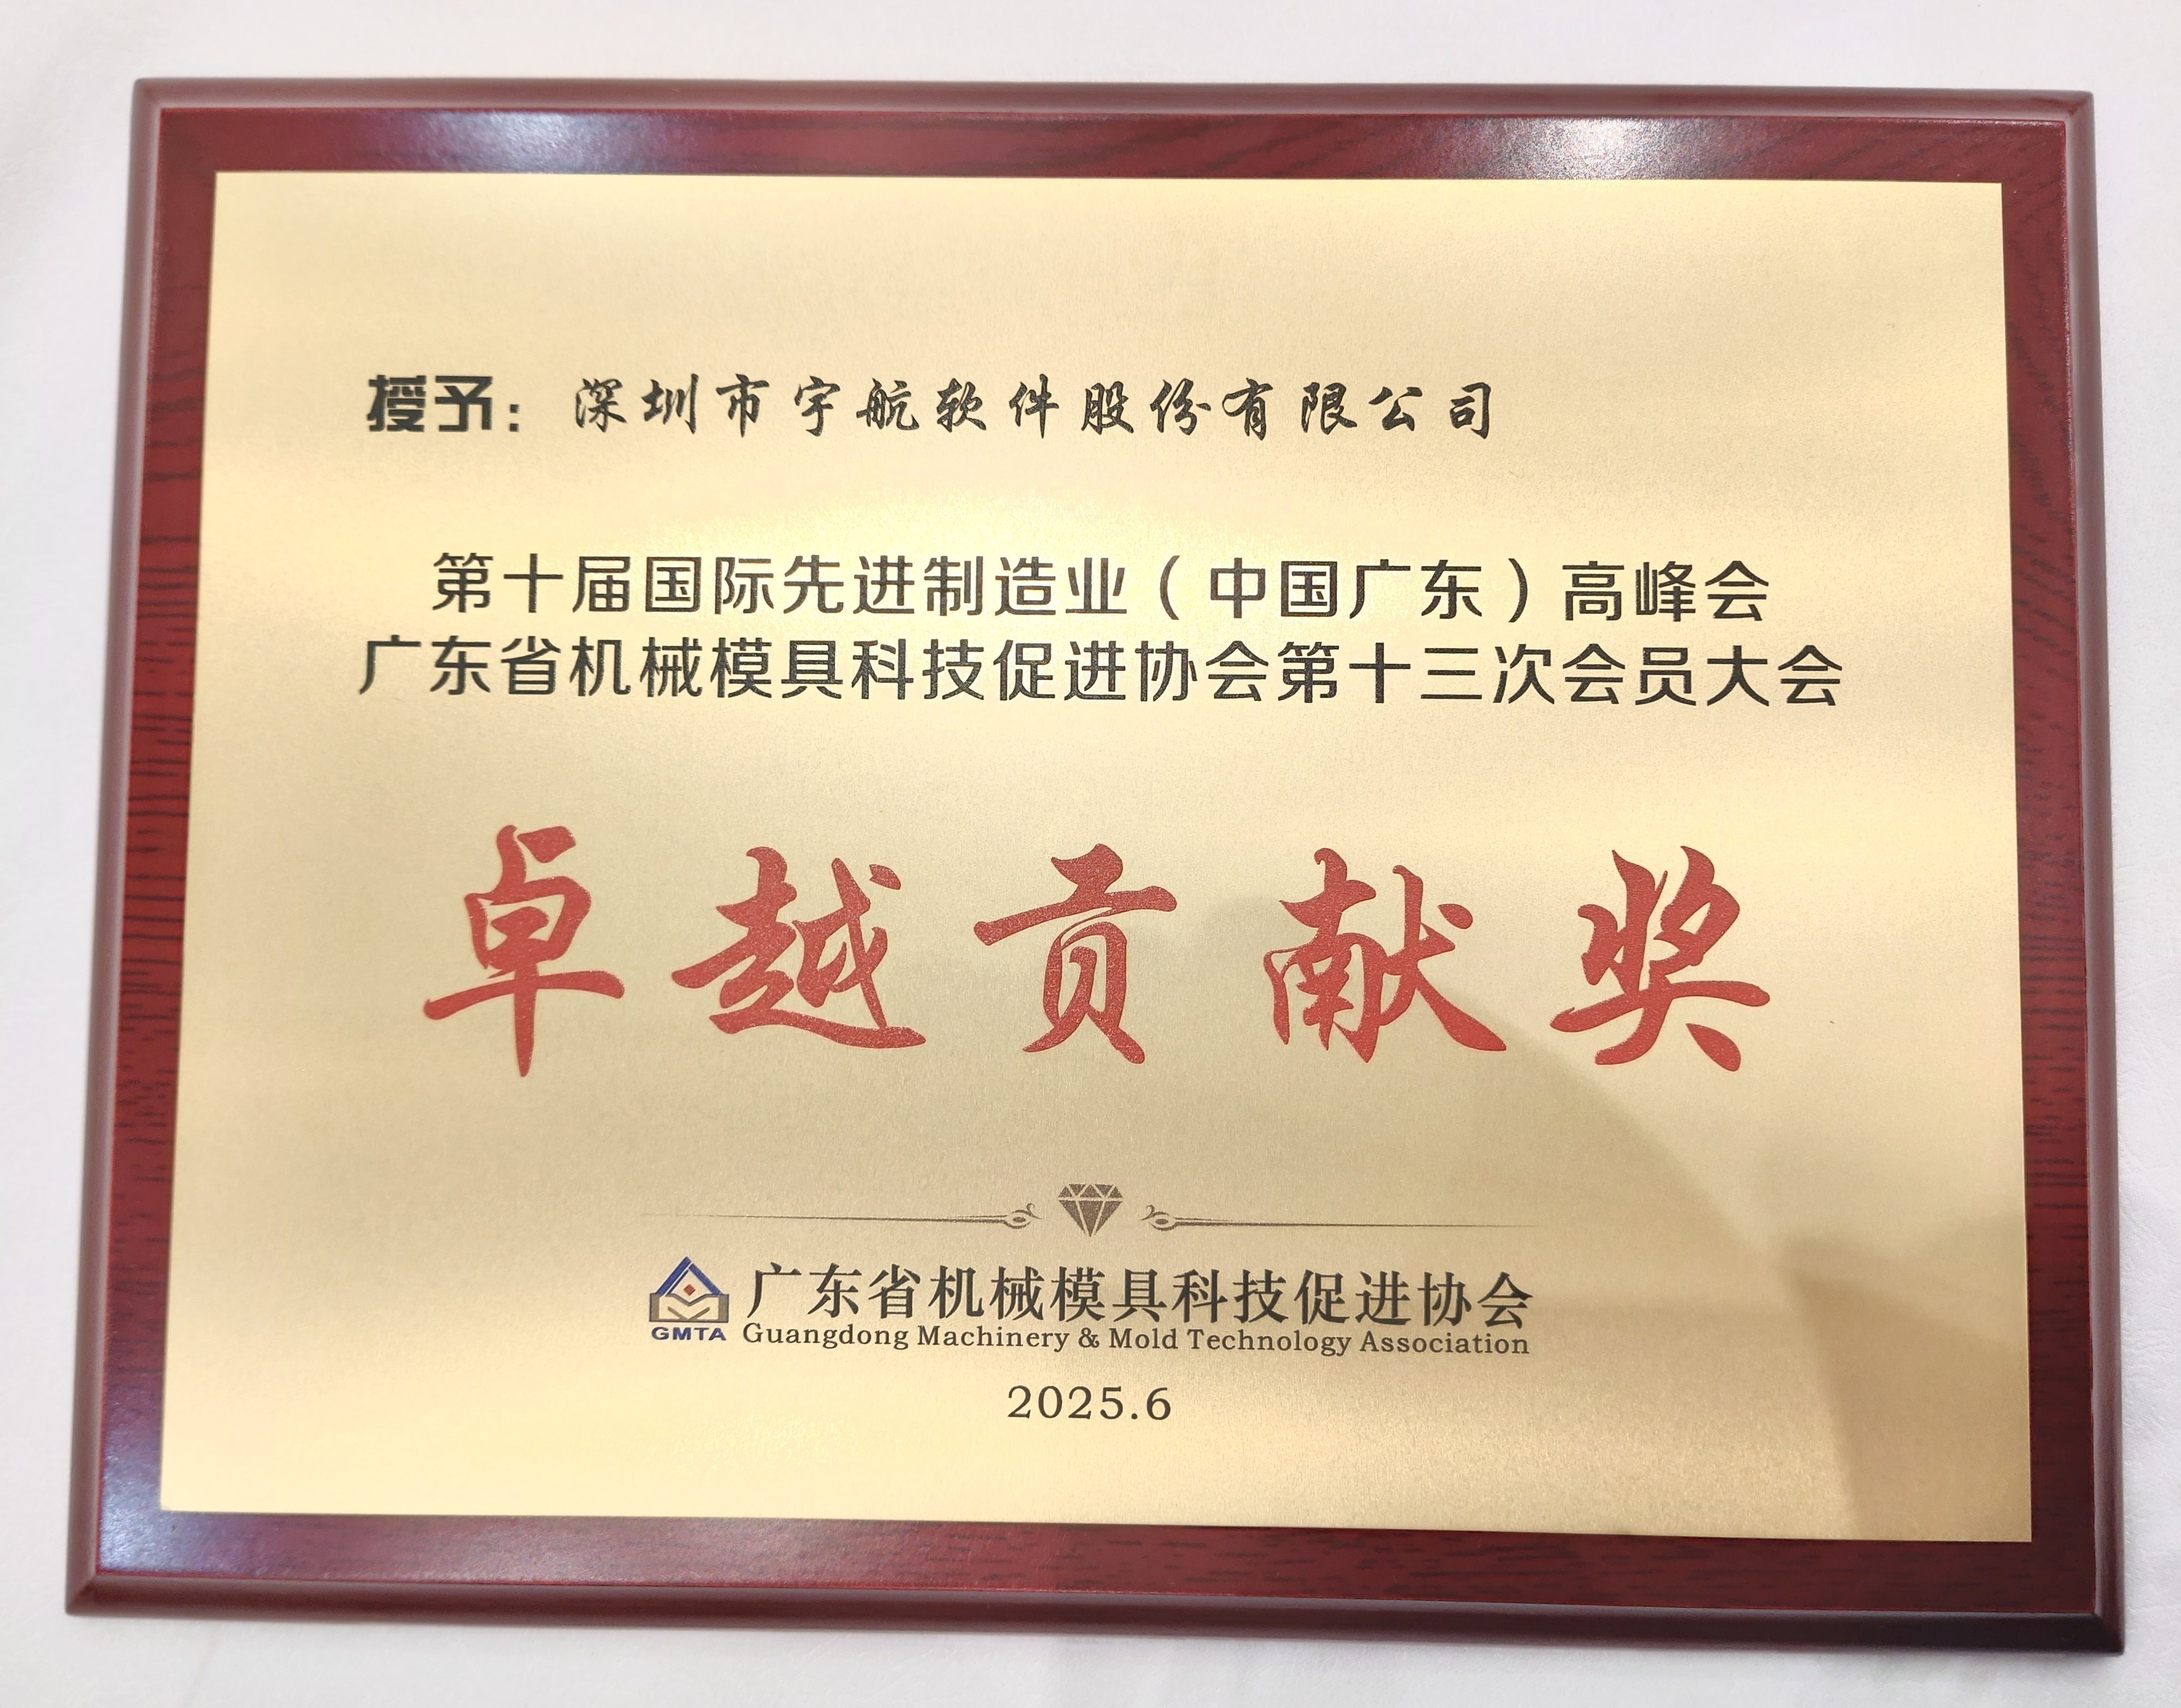 授予：深圳市宇航软件股份有限公司
第十届国际先进制造业（中国广东）高峰会
广东省机械模具科技促进协会第十三次会员大会
卓越贡献奖
广东省机械模具科技促进协会
GMTA Guangdong Machinery & Mold Technology Association
2025.6